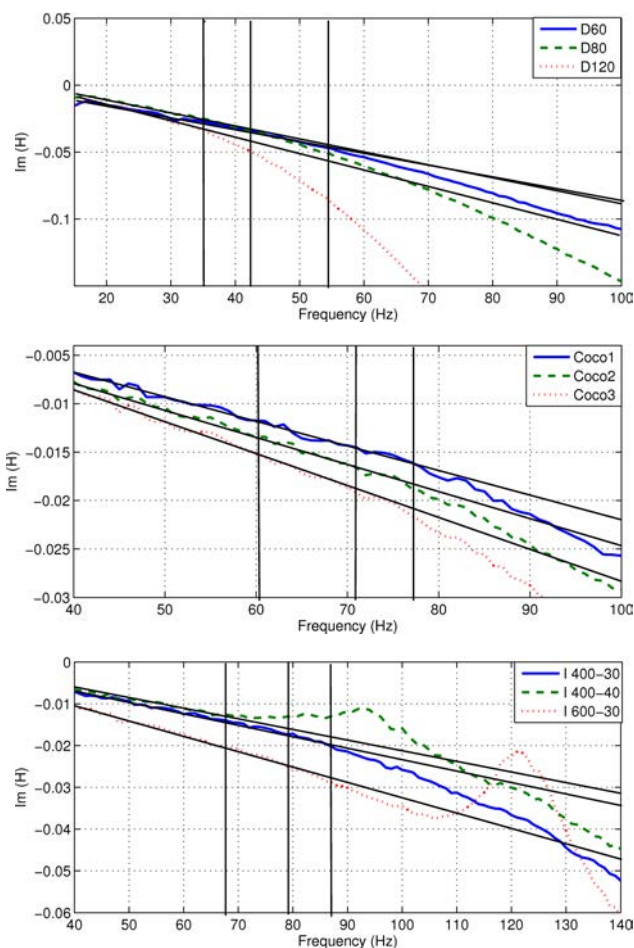 0.05
0
-0.05
-0.1
Im (H)
20 30 40 50 60 70 80 90 100
Frequency (Hz)
D60
D80
D120
-0.005
-0.01
-0.015
-0.02
-0.025
-0.03
Im (H)
40 50 60 70 80 90 100
Frequency (Hz)
Coco1
Coco2
Coco3
0
-0.01
-0.02
-0.03
-0.04
-0.05
-0.06
Im (H)
40 50 60 70 80 90 100 110 120 130 140
Frequency (Hz)
I 400-30
I 400-40
I 600-30